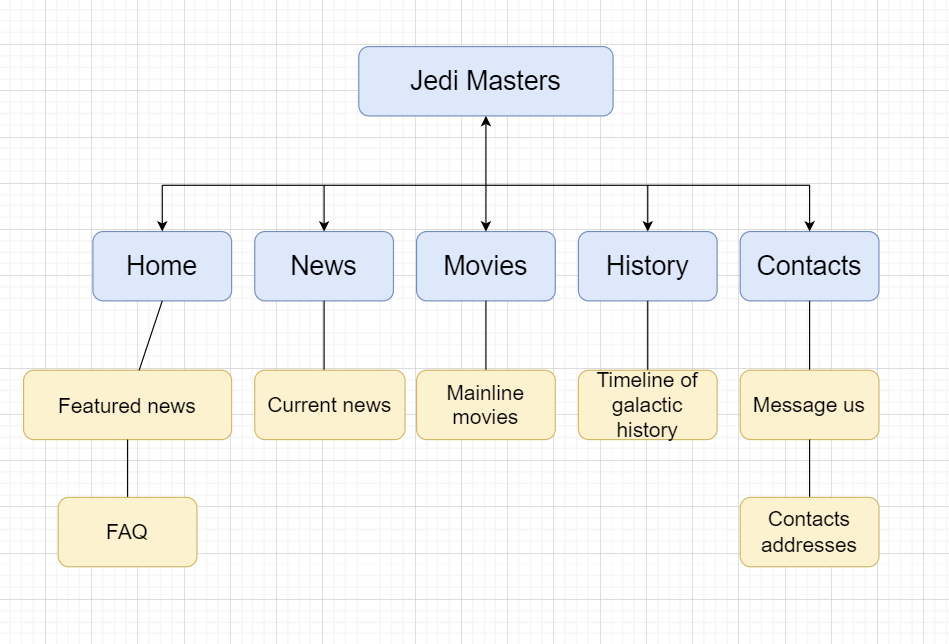 Jedi Masters
Home
News
Movies
History
Contacts
Featured news
Current news
Mainline
movies
Timeline of
galactic
history
Message us
FAQ
Contacts
addresses